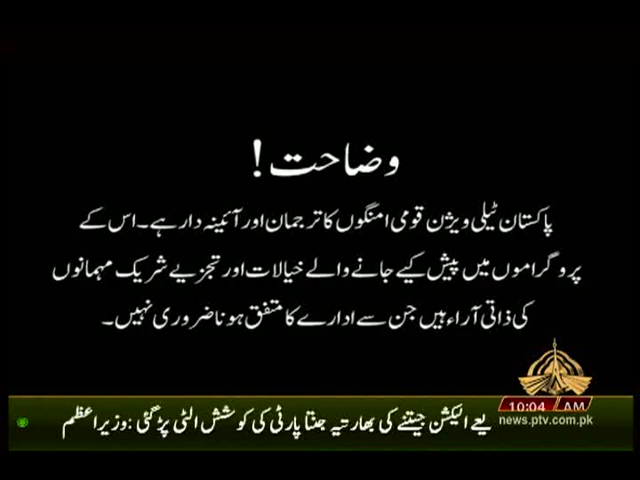 وضاحت!
پاکستان ٹیلی ویژن قومی امنگوں کا ترجمان اور آئینہ دار ہے۔ اس کے
پروگراموں میں پیش کیے جانے والے خیالات اور تجزیے شریک مہمانوں
کی ذاتی آراء ہیں جن سے ادارے کا متفق ہونا ضروری نہیں۔
10:04 AM
news.ptv.com.pk
یعے الیکشن جیتنے کی بھارتیہ جنتا پارٹی کی کوشش الٹی پڑ گئی :وزیراعظم